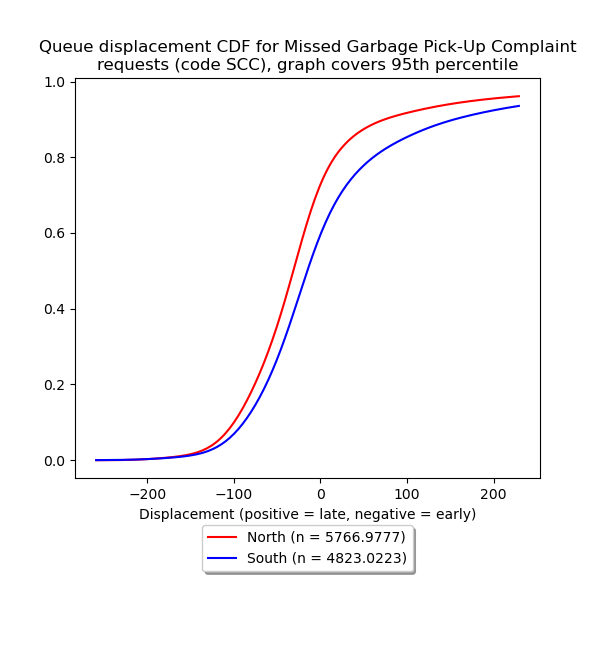 Queue displacement CDF for Missed Garbage Pick-Up Complaint
requests (code SCC), graph covers 95th percentile
1.0
0.8
0.6
0.4
0.2
0.0
−200 −100 0 100 200
Displacement (positive = late, negative = early)
North (n = 5766.9777)
South (n = 4823.0223)